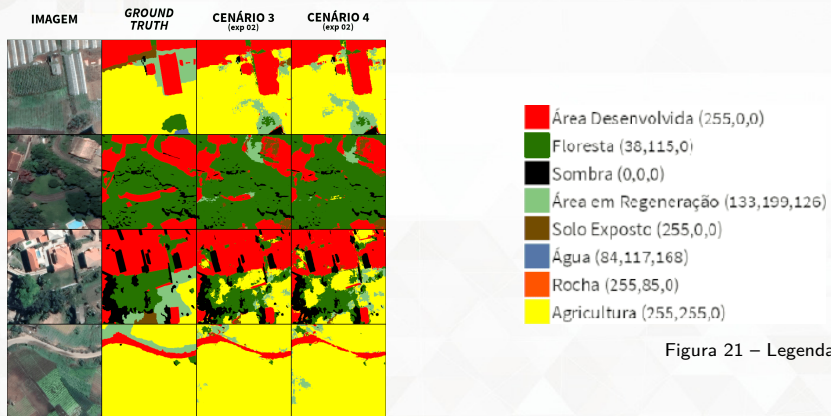 IMAGEM
GROUND
TRUTH
CENÁRIO 3
(exp 02)
CENÁRIO 4
(exp 02)
Área Desenvolvida (255,0,0)
Floresta (38,115,0)
Sombra (0,0,0)
Área em Regeneração (133,199,126)
Solo Exposto (255,0,0)
Água (84,117,168)
Rocha (255,85,0)
Agricultura (255,255,0)
Figura 21 – Legenda